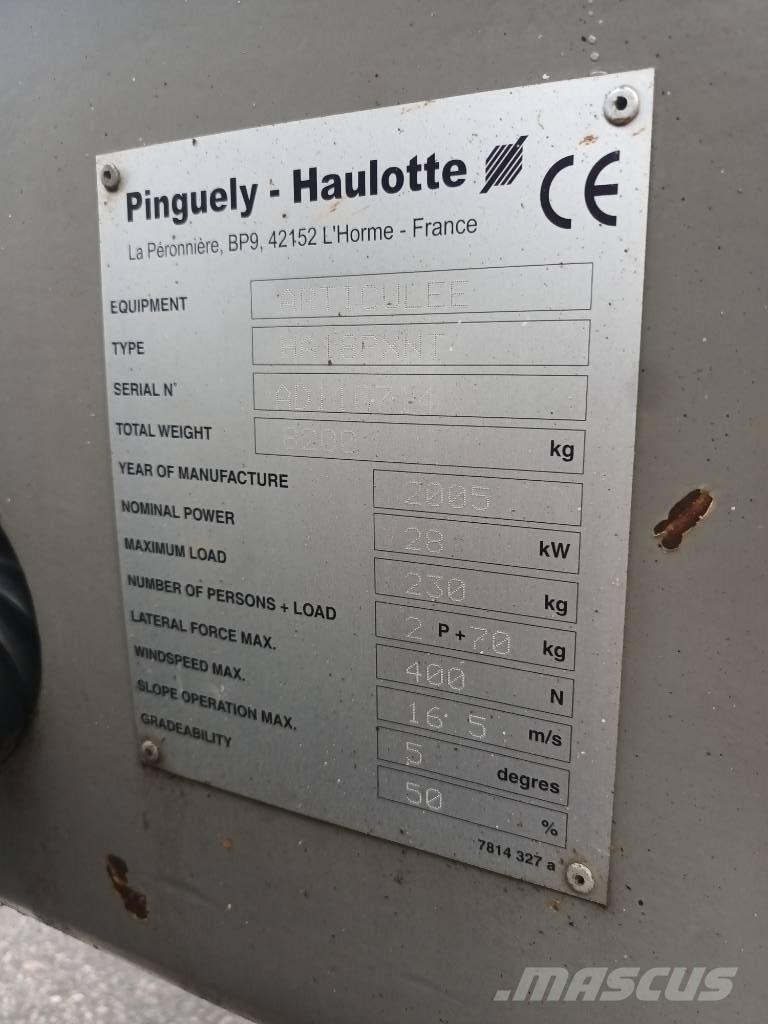 Pinguely - Haulotte CE
La Péronnière, BP9, 42152 L'Horme - France
EQUIPMENT ARTICULEE
TYPE HA18PXNT
SERIAL N°
TOTAL WEIGHT 8200 kg
YEAR OF MANUFACTURE 2005
NOMINAL POWER 28 kW
MAXIMUM LOAD 230 kg
NUMBER OF PERSONS + LOAD 2 P + 70 kg
LATERAL FORCE MAX. 400 N
WINDSPEED MAX. 16.5 m/s
SLOPE OPERATION MAX. 5 degres
GRADEABILITY 50 %
7814 327 a
.MASCUS